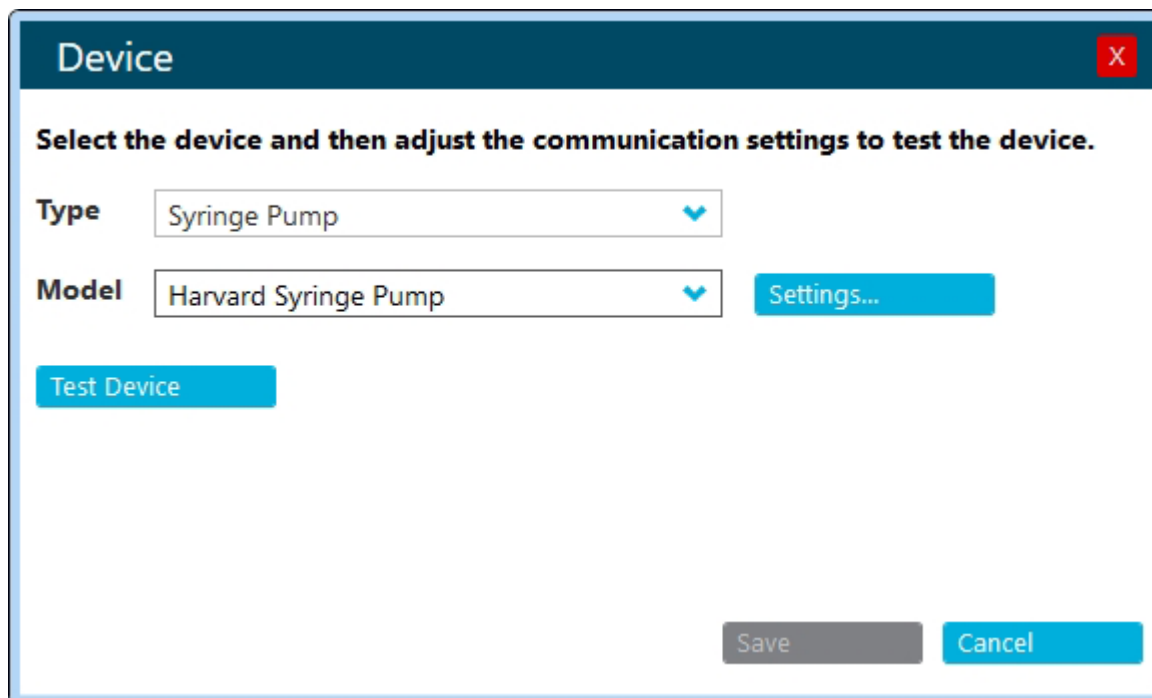 Device
X
Select the device and then adjust the communication settings to test the device.
Type Syringe Pump
Model Harvard Syringe Pump Settings...
Test Device
Save Cancel